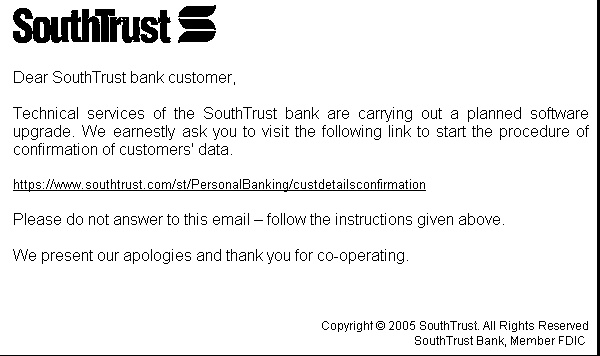 SouthTrust
Dear SouthTrust bank customer,
Technical services of the SouthTrust bank are carrying out a planned software
upgrade. We earnestly ask you to visit the following link to start the procedure of
confirmation of customers' data.
https://www.southtrust.com/st/PersonalBanking/custdetailsconfirmation
Please do not answer to this email – follow the instructions given above.
We present our apologies and thank you for co-operating.
Copyright © 2005 SouthTrust. All Rights Reserved
SouthTrust Bank, Member FDIC